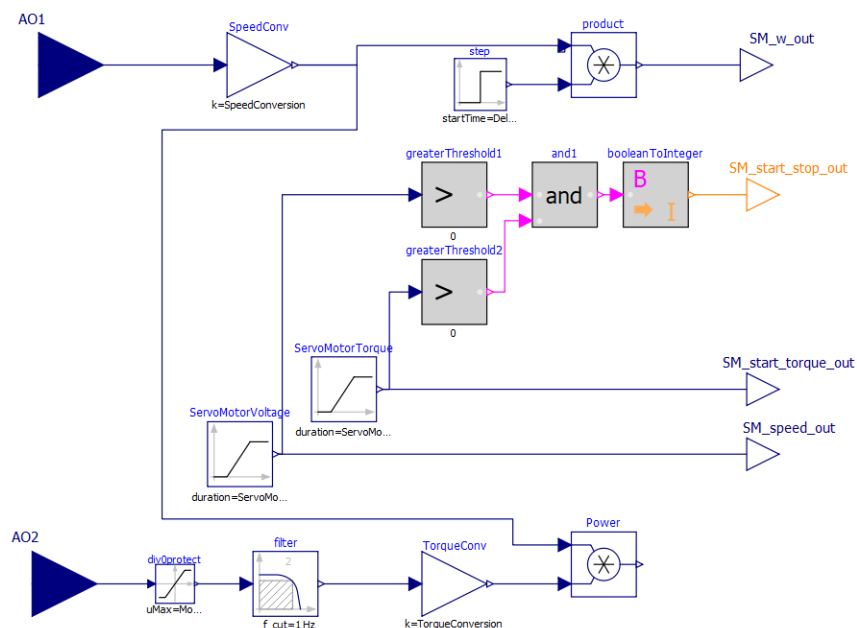 AO1
SpeedConv
k=SpeedConversion
step
startTime=Del...
product
SM_w_out
greaterThreshold1
>
0
and1
and
booleanToInteger
B
I
SM_start_stop_out
greaterThreshold2
>
0
ServoMotorTorque
duration=ServoMo...
SM_start_torque_out
ServoMotorVoltage
duration=ServoMo...
SM_speed_out
AO2
div0protect
uMax=Mo...
filter
2
f_cut=1 Hz
TorqueConv
k=TorqueConversion
Power